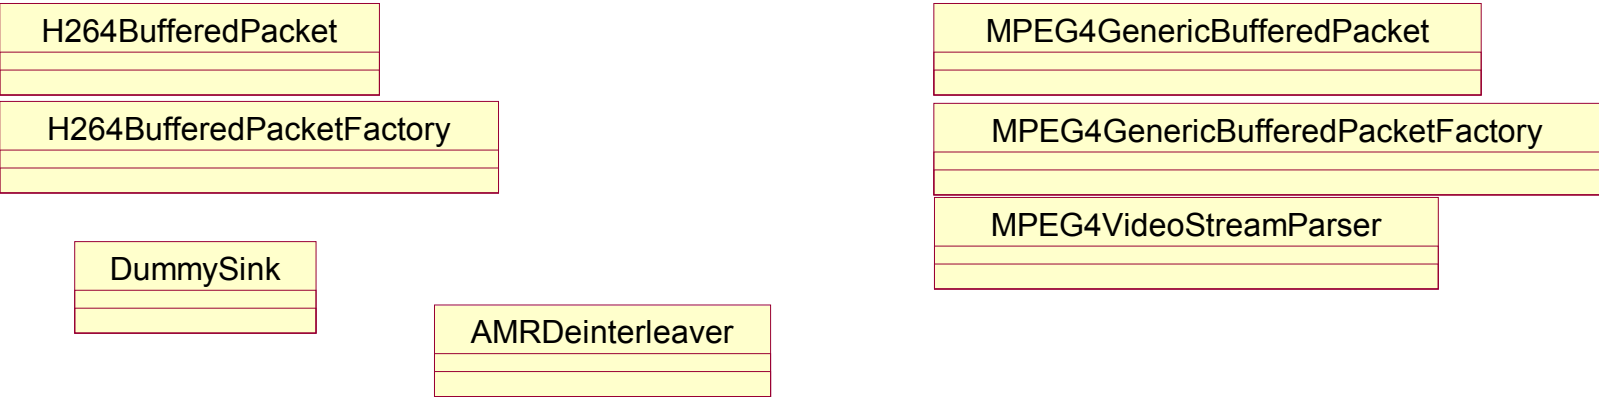 H264BufferedPacket
H264BufferedPacketFactory
DummySink
AMRDeinterleaver
MPEG4GenericBufferedPacket
MPEG4GenericBufferedPacketFactory
MPEG4VideoStreamParser